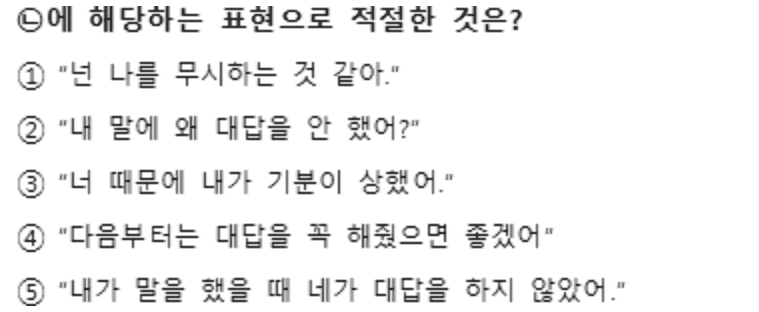 ㉡에 해당하는 표현으로 적절한 것은?
① "넌 나를 무시하는 것 같아."
② "내 말에 왜 대답을 안 했어?"
③ "너 때문에 내가 기분이 상했어."
④ "다음부터는 대답을 꼭 해줬으면 좋겠어"
⑤ "내가 말을 했을 때 네가 대답을 하지 않았어."